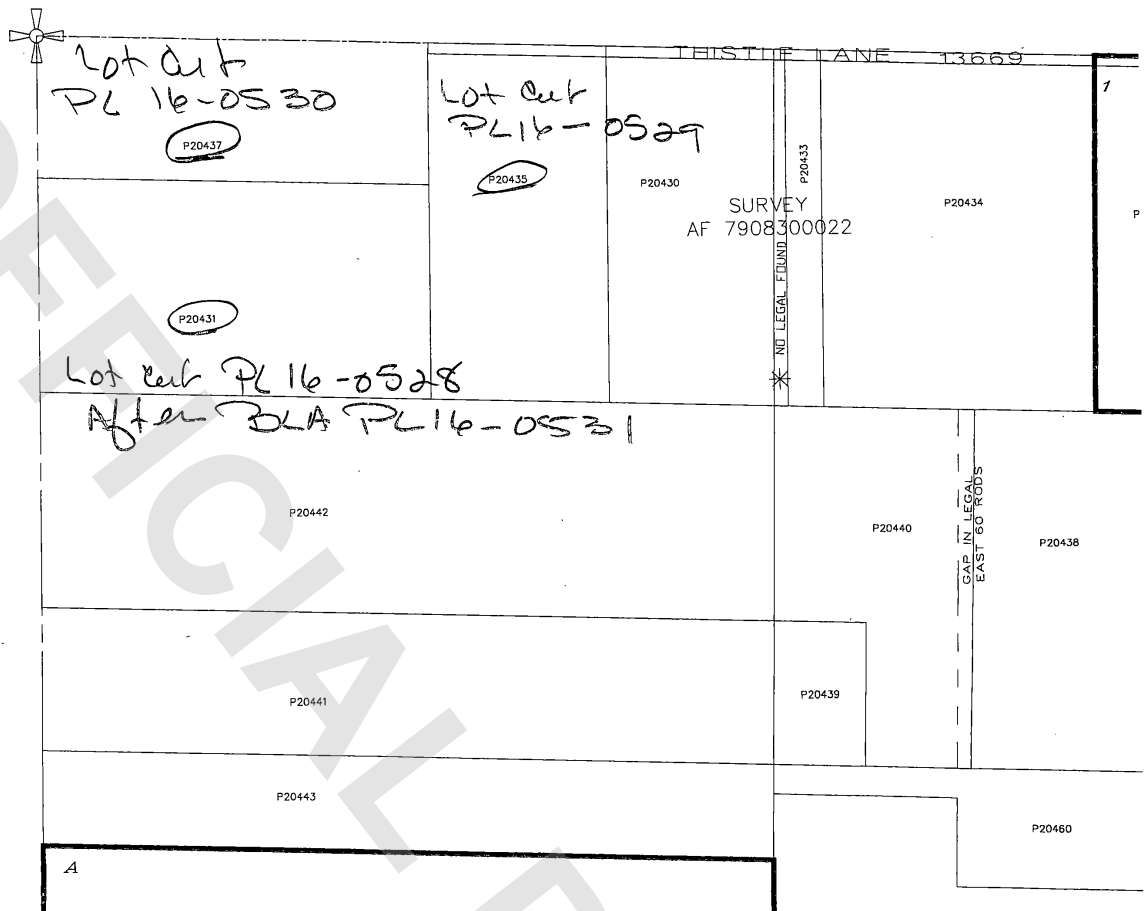 THISTLE LANE 13669
Lot Cut
PL 16-0530
P20437
Lot Cut
PL16-0529
P20435
P20430
P20433
SURVEY
AF 7908300022
P20434
1
P
NO LEGAL FOUND
P20431
Lot Cut PL 16-0528
After BLA PL16-0531
P20442
P20440
GAP IN LEGAL
EAST 60 RODS
P20438
P20441
P20439
P20443
P20460
A
OFFICIAL